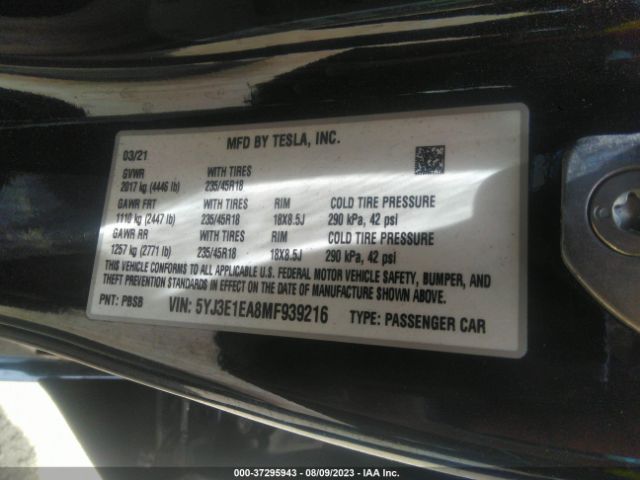 MFD BY TESLA, INC.
03/21
GVWR WITH TIRES
2017 kg (4446 lb) 235/45R18
GAWR FRT WITH TIRES RIM COLD TIRE PRESSURE
1110 kg (2447 lb) 235/45R18 18X8.5J 290 kPa, 42 psi
GAWR RR WITH TIRES RIM COLD TIRE PRESSURE
1257 kg (2771 lb) 235/45R18 18X8.5J 290 kPa, 42 psi
THIS VEHICLE CONFORMS TO ALL APPLICABLE U.S. FEDERAL MOTOR VEHICLE SAFETY, BUMPER, AND
THEFT PREVENTION STANDARDS IN EFFECT ON THE DATE OF MANUFACTURE SHOWN ABOVE.
PNT: PBSB VIN: 5YJ3E1EA8MF939216 TYPE: PASSENGER CAR
000-37295943 / 08/09/2023 - IAA Inc.